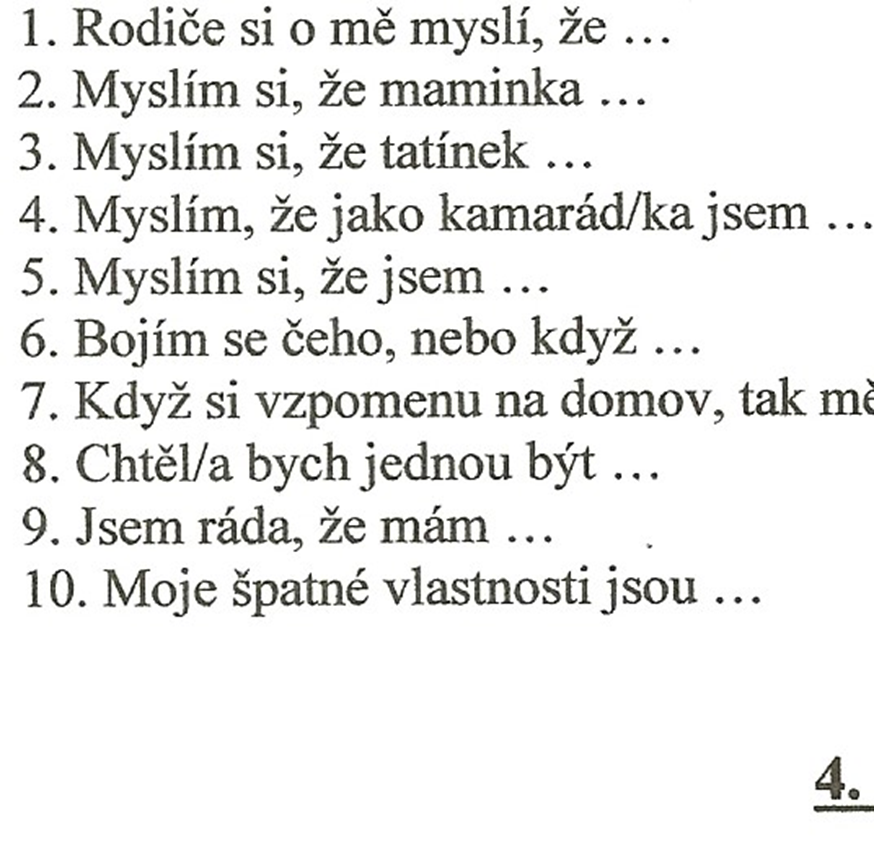 1. Rodiče si o mě myslí, že …
2. Myslím si, že maminka …
3. Myslím si, že tatínek …
4. Myslím, že jako kamarád/ka jsem …
5. Myslím si, že jsem …
6. Bojím se čeho, nebo když …
7. Když si vzpomenu na domov, tak mě
8. Chtěl/a bych jednou být …
9. Jsem ráda, že mám …
10. Moje špatné vlastnosti jsou …
4.